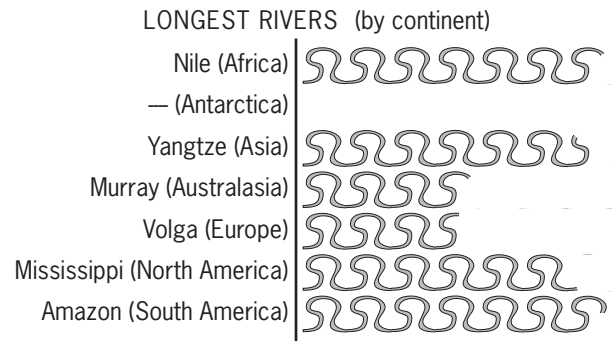 LONGEST RIVERS (by continent)
Nile (Africa)
— (Antarctica)
Yangtze (Asia)
Murray (Australasia)
Volga (Europe)
Mississippi (North America)
Amazon (South America)